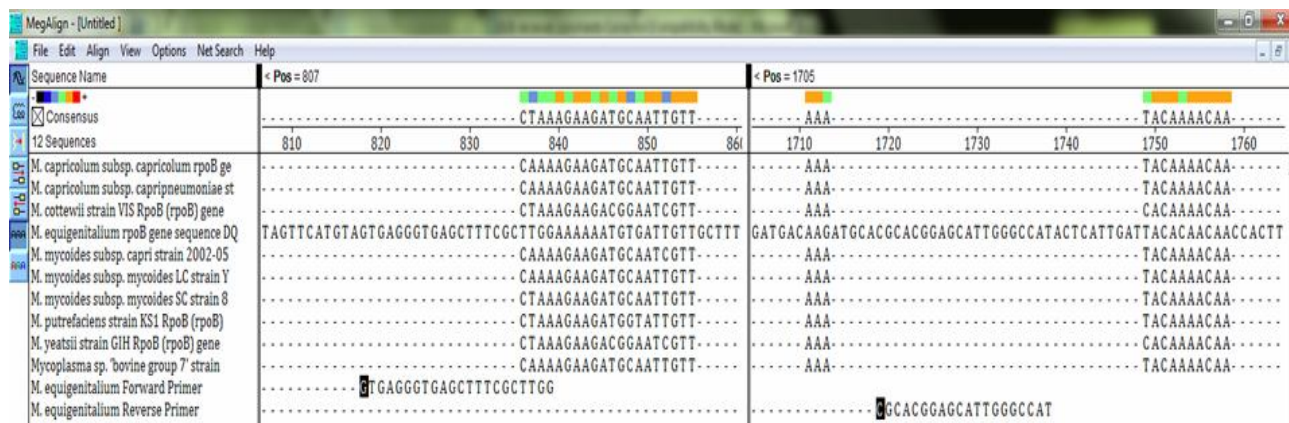 MegAlign - [Untitled ]
File Edit Align View Options Net Search Help
Sequence Name < Pos = 807 < Pos = 1705
- +
Consensus -----------------------------CTAAAGAAGATGCAATTGTT----- ------AAA-----------------------------------TACAAAACAA------
12 Sequences 810 820 830 840 850 860 1710 1720 1730 1740 1750 1760
M. capricolum subsp. capricolum rpoB ge -----------------------------CAAAAGAAGATGCAATTGTT----- ------AAA-----------------------------------TACAAAACAA------
M. capricolum subsp. capripneumoniae st -----------------------------CAAAAGAAGATGCAATTGTT----- ------AAA-----------------------------------TACAAAACAA------
M. cottewii strain VIS RpoB (rpoB) gene -----------------------------CTAAAGAAGACGGAATCGTT----- ------AAA-----------------------------------CACAAAACAA------
M. equigenitalium rpoB gene sequence DQ TAGTTCATGTAGTGAGGGTGAGCTTTCGCTTGGAAAAAATGTGATTGTTGCTTT GATGACAAGATGCACGCACGGAGCATTGGGCCATACTCATTGATTACACAACAACCACTT
M. mycoides subsp. capri strain 2002-05 -----------------------------CAAAAGAAGATGCAATCGTT----- ------AAA-----------------------------------TACAAAACAA------
M. mycoides subsp. mycoides LC strain Y -----------------------------CAAAAGAAGATGCAATTGTT----- ------AAA-----------------------------------TACAAAACAA------
M. mycoides subsp. mycoides SC strain 8 -----------------------------CTAAAGAAGATGCAATTGTT----- ------AAA-----------------------------------TACAAAACAA------
M. putrefaciens strain KS1 RpoB (rpoB) -----------------------------CTAAAGAAGATGGTATTGTT----- ------AAA-----------------------------------TACAAAACAA------
M. yeatsii strain GIH RpoB (rpoB) gene -----------------------------CTAAAGAAGACGGAATCGTT----- ------AAA-----------------------------------CACAAAACAA------
Mycoplasma sp. 'bovine group 7' strain -----------------------------CAAAAGAAGATGCAATTGTT----- ------AAA-----------------------------------TACAAAACAA------
M. equigenitalium Forward Primer -----------GTGAGGGTGAGCTTTCGCTTGG
M. equigenitalium Reverse Primer ------------------------------------------------------ --------------CGCACGGAGCATTGGGCCAT